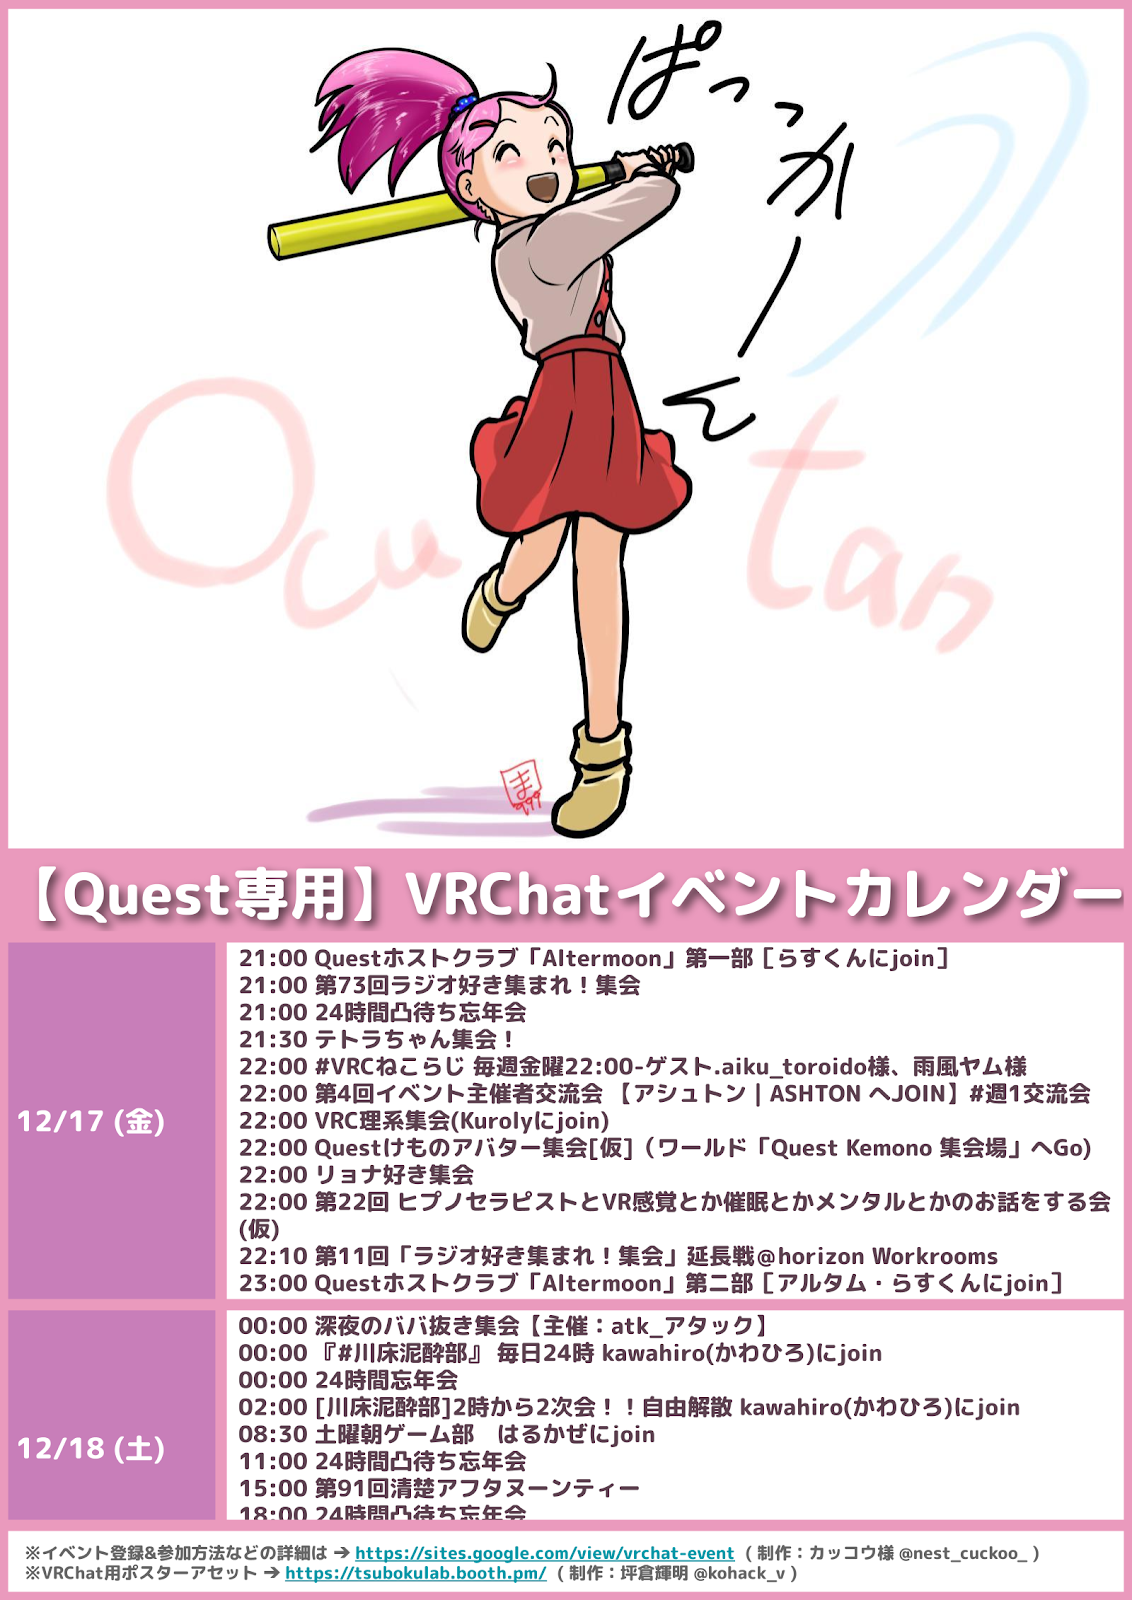 ぱっっかーん
Ocu tan
ま
999
【Quest専用】VRChatイベントカレンダー
12/17 (金)
21:00 Questホストクラブ「Altermoon」第一部［らすくんにjoin］
21:00 第73回ラジオ好き集まれ！集会
21:00 24時間凸待ち忘年会
21:30 テトラちゃん集会！
22:00 #VRCねこらじ 毎週金曜22:00-ゲスト.aiku_toroido様、雨風ヤム様
22:00 第4回イベント主催者交流会 【アシュトン | ASHTON へJOIN】#週1交流会
22:00 VRC理系集会(Kurolyにjoin)
22:00 Questけものアバター集会[仮]（ワールド「Quest Kemono 集会場」へGo)
22:00 リョナ好き集会
22:00 第22回 ヒプノセラピストとVR感覚とか催眠とかメンタルとかのお話をする会
(仮)
22:10 第11回「ラジオ好き集まれ！集会」延長戦@horizon Workrooms
23:00 Questホストクラブ「Altermoon」第二部［アルタム・らすくんにjoin］
12/18 (土)
00:00 深夜のババ抜き集会【主催：atk_アタック】
00:00 『#川床泥酔部』 毎日24時 kawahiro(かわひろ)にjoin
00:00 24時間忘年会
02:00 [川床泥酔部]2時から2次会！！自由解散 kawahiro(かわひろ)にjoin
08:30 土曜朝ゲーム部　はるかぜにjoin
11:00 24時間凸待ち忘年会
15:00 第91回清楚アフタヌーンティー
18:00 24時間凸待ち忘年会
※イベント登録&参加方法などの詳細は ➔ https://sites.google.com/view/vrchat-event （制作：カッコウ様 @nest_cuckoo_）
※VRChat用ポスターアセット ➔ https://tsubokulab.booth.pm/ （制作：坪倉輝明 @kohack_v）